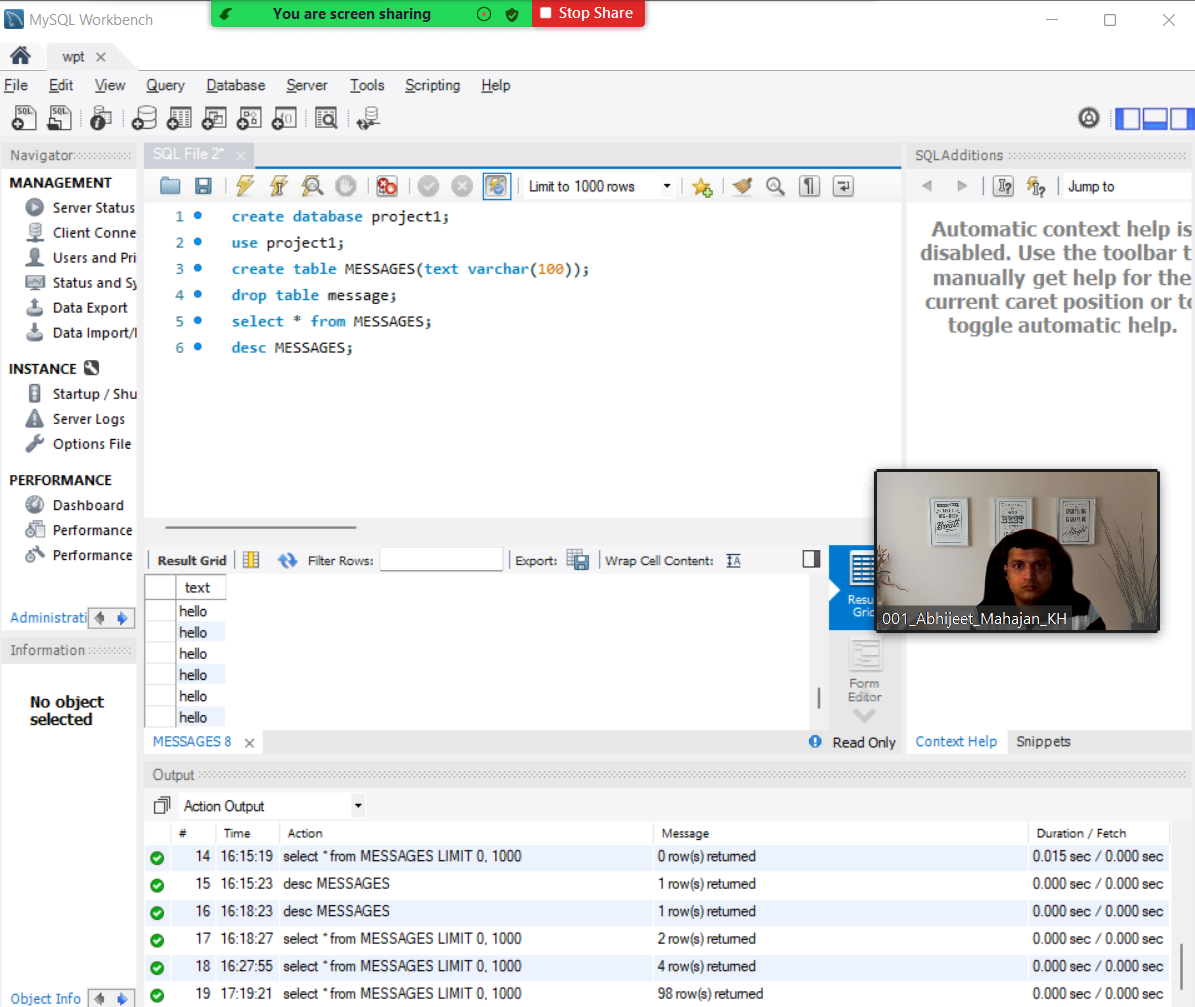 MySQL Workbench
You are screen sharing
Stop Share
wpt
File Edit View Query Database Server Tools Scripting Help
Navigator
MANAGEMENT
Server Status
Client Conne
Users and Pri
Status and Sy
Data Export
Data Import/
INSTANCE
Startup / Shu
Server Logs
Options File
PERFORMANCE
Dashboard
Performance
Performance
Administrati
Information
No object
selected
Object Info
SQL File 2*
Limit to 1000 rows
1 create database project1;
2 use project1;
3 create table MESSAGES(text varchar(100));
4 drop table message;
5 select * from MESSAGES;
6 desc MESSAGES;
Result Grid Filter Rows: Export: Wrap Cell Content:
text
hello
hello
hello
hello
hello
hello
Form
Editor
MESSAGES 8
Read Only
SQLAdditions
Jump to
Automatic context help is
disabled. Use the toolbar t
manually get help for the
current caret position or to
toggle automatic help.
001_Abhijeet_Mahajan_KH
Context Help Snippets
Output
Action Output
# Time Action Message Duration / Fetch
14 16:15:19 select * from MESSAGES LIMIT 0, 1000 0 row(s) returned 0.015 sec / 0.000 sec
15 16:15:23 desc MESSAGES 1 row(s) returned 0.000 sec / 0.000 sec
16 16:18:23 desc MESSAGES 1 row(s) returned 0.000 sec / 0.000 sec
17 16:18:27 select * from MESSAGES LIMIT 0, 1000 2 row(s) returned 0.000 sec / 0.000 sec
18 16:27:55 select * from MESSAGES LIMIT 0, 1000 4 row(s) returned 0.000 sec / 0.000 sec
19 17:19:21 select * from MESSAGES LIMIT 0, 1000 98 row(s) returned 0.000 sec / 0.000 sec